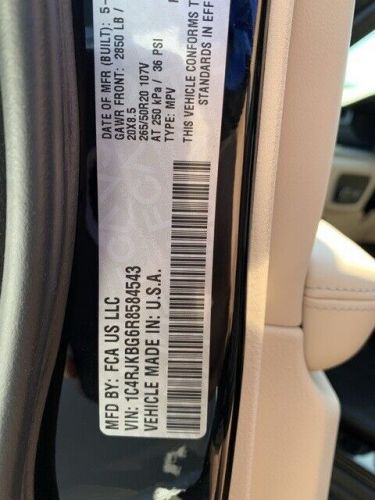 MFD BY: FCA US LLC
DATE OF MFR (BUILT): 5-
GAWR FRONT: 2850 LB /
20X8.5
265/50R20 107V
AT 250 kPa / 36 PSI
TYPE: MPV
THIS VEHICLE CONFORMS T
STANDARDS IN EFF
VIN: 1C4RJKBG6R8584543
VEHICLE MADE IN: U.S.A.